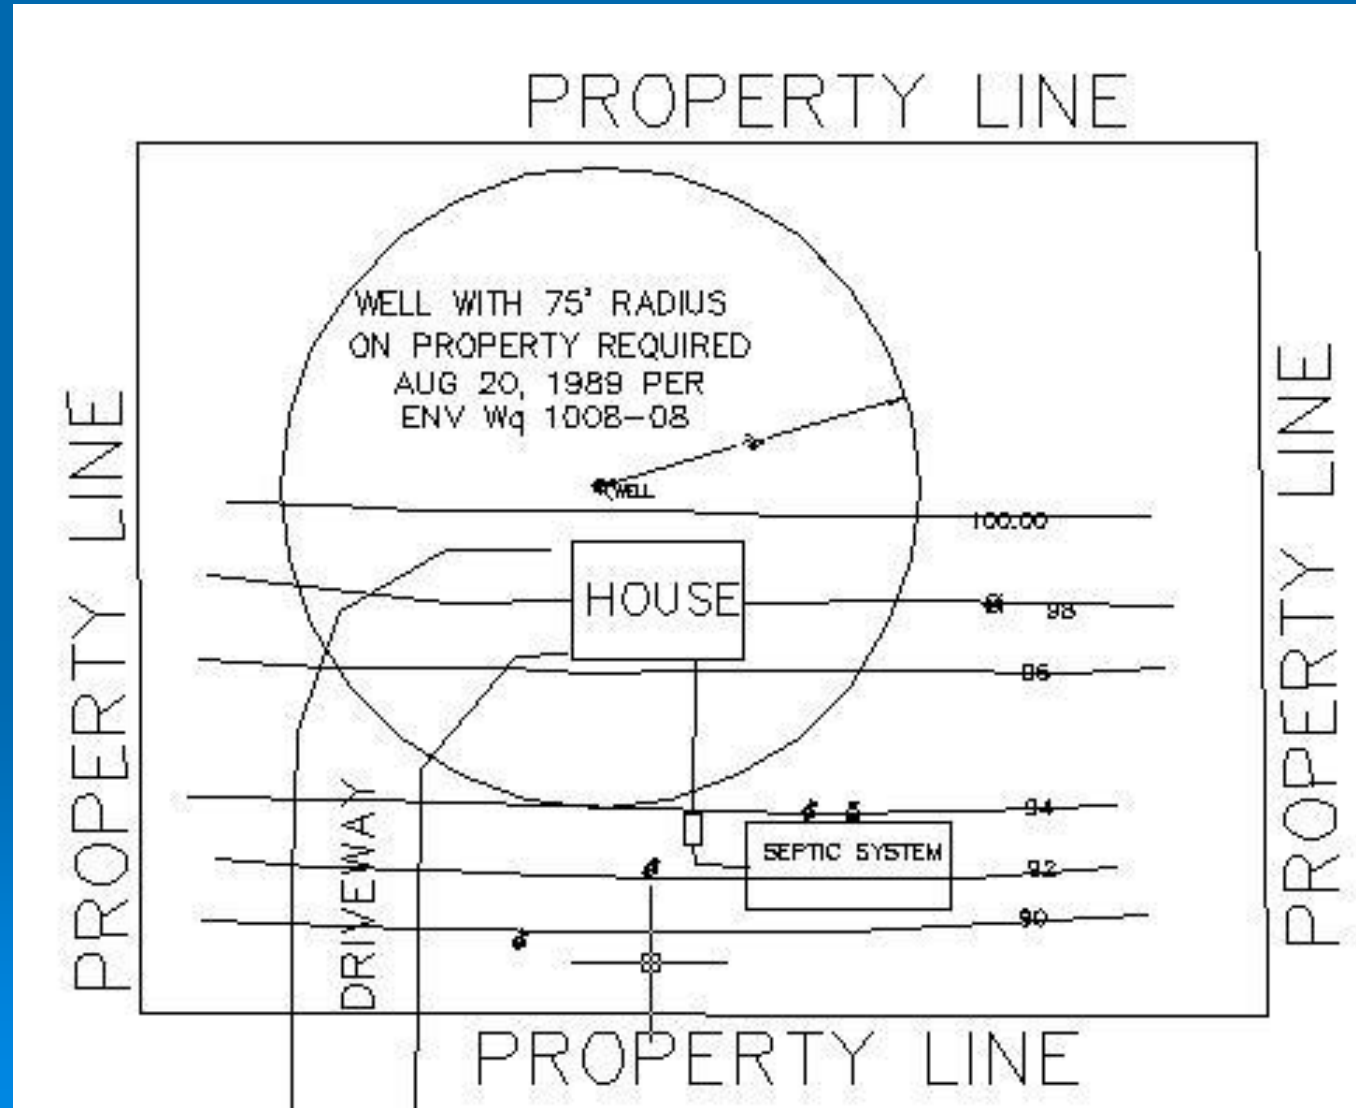 PROPERTY LINE
WELL WITH 75' RADIUS
ON PROPERTY REQUIRED
AUG 20, 1989 PER
ENV Wq 1008-08
PROPERTY LINE
PROPERTY LINE
WELL
100.00
HOUSE
98
96
94
SEPTIC SYSTEM
92
90
DRIVEWAY
PROPERTY LINE